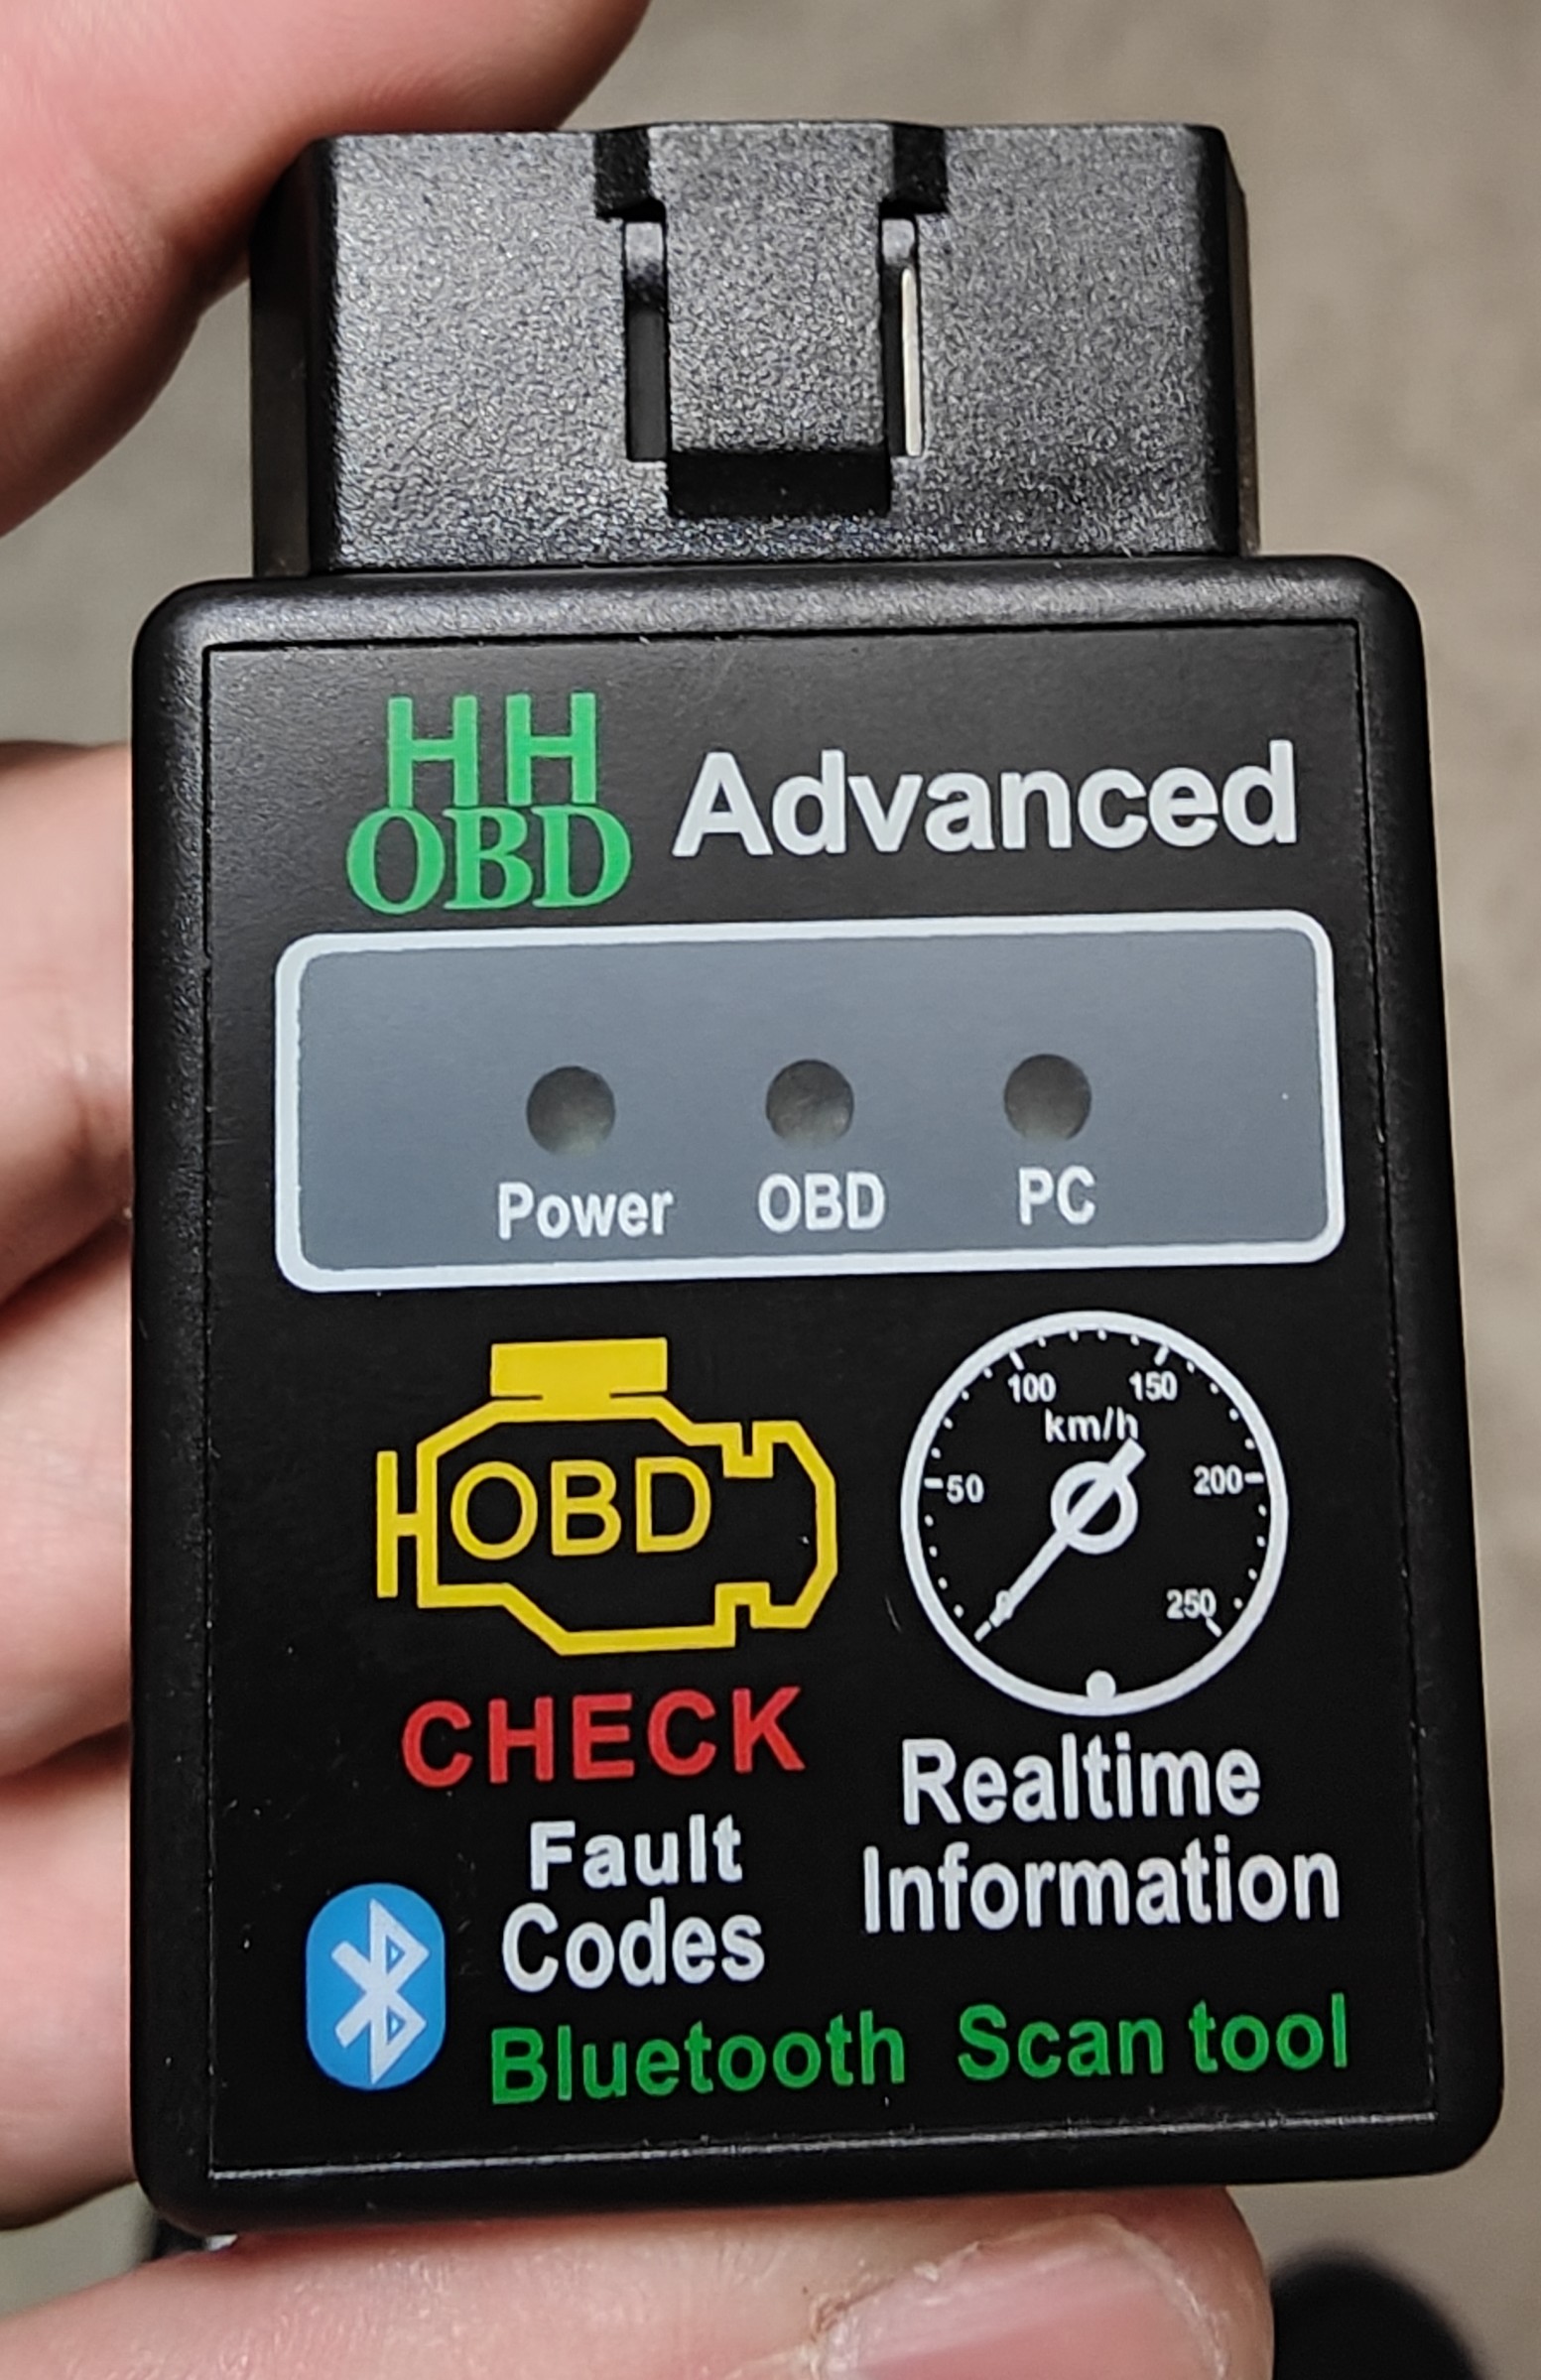 HH
OBD Advanced
Power OBD PC
OBD
100 150
km/h
50 200
0 250
CHECK
Fault
Codes
Realtime
Information
Bluetooth Scan tool